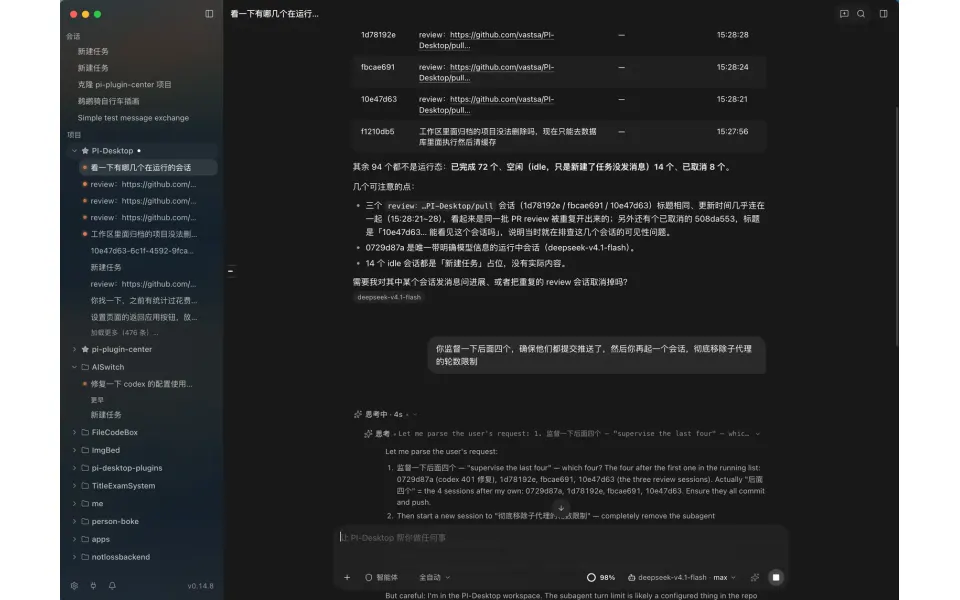 看一下有哪几个在运行...
会话
新建任务
新建任务
克隆 pi-plugin-center 项目
鹈鹕骑自行车插画
Simple test message exchange
项目
PI-Desktop
看一下有哪几个在运行的会话
review：https://github.com/...
review：https://github.com/...
review：https://github.com/...
工作区里面归档的项目没法删...
10e47d63-6c1f-4592-9fca...
新建任务
review：https://github.com/...
你找一下，之前有统计过花费...
设置页面的返回应用按钮，放...
加载更多（476 条）...
pi-plugin-center
AISwitch
修复一下 codex 的配置使用...
更早
新建任务
FileCodeBox
ImgBed
pi-desktop-plugins
TitleExamSystem
me
person-boke
apps
notlossbackend
v0.14.8
1d78192e review：https://github.com/vastsa/PI- — 15:28:28
Desktop/pull...
fbcae691 review：https://github.com/vastsa/PI- — 15:28:24
Desktop/pull...
10e47d63 review：https://github.com/vastsa/PI- — 15:28:21
Desktop/pull...
f1210db5 工作区里面归档的项目没法删除吗，现在只能去数据 — 15:27:56
库里面执行然后清缓存
其余 94 个都不是运行态：已完成 72 个、空闲（idle，只是新建了任务没发消息）14 个、已取消 8 个。
几个可注意的点：
• 三个 review：…PI-Desktop/pull 会话（1d78192e / fbcae691 / 10e47d63）标题相同、更新时间几乎连在
一起（15:28:21~28），看起来是同一批 PR review 被重复开出来的；另外还有个已取消的 508da553，标题
是「10e47d63... 能看见这个会话吗」，说明当时就在排查这几个会话的可见性问题。
• 0729d87a 是唯一带明确模型信息的运行中会话（deepseek-v4.1-flash）。
• 14 个 idle 会话都是「新建任务」占位，没有实际内容。
需要我对其中某个会话发消息问进展、或者把重复的 review 会话取消掉吗?
deepseek-v4.1-flash
你监督一下后面四个，确保他们都提交推送了，然后你再起一个会话，彻底移除子代理
的轮数限制
思考中 · 4s
思考 · Let me parse the user's request: 1. 监督一下后面四个 — "supervise the last four" — whic…
Let me parse the user's request:
1. 监督一下后面四个 — "supervise the last four" — which four? The four after the first one in the running list:
0729d87a (codex 401 修复), 1d78192e, fbcae691, 10e47d63 (the three review sessions). Actually "后面
四个" = the 4 sessions after my own: 0729d87a, 1d78192e, fbcae691, 10e47d63. Ensure they all commit
and push.
2. Then start a new session to "彻底移除子代理的轮数限制" — completely remove the subagent
PI-Desktop 帮你做任何事
智能体 全自动 98% deepseek-v4.1-flash · max
But careful: I'm in the PI-Desktop workspace. The subagent turn limit is likely a configured thing in the repo